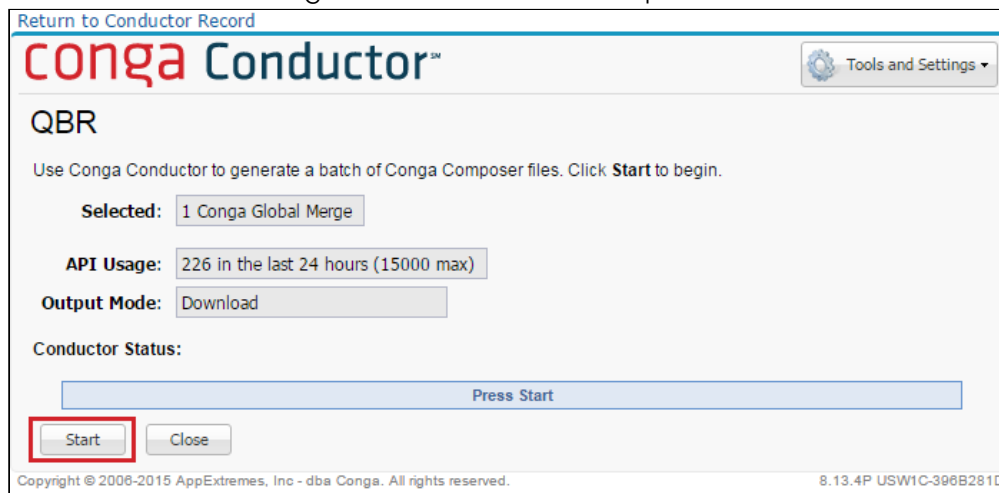 Return to Conductor Record
conga Conductor℠
Tools and Settings
QBR
Use Conga Conductor to generate a batch of Conga Composer files. Click Start to begin.
Selected: 1 Conga Global Merge
API Usage: 226 in the last 24 hours (15000 max)
Output Mode: Download
Conductor Status:
Press Start
Start Close
Copyright © 2006-2015 AppExtremes, Inc - dba Conga. All rights reserved. 8.13.4P USW1C-396B281D